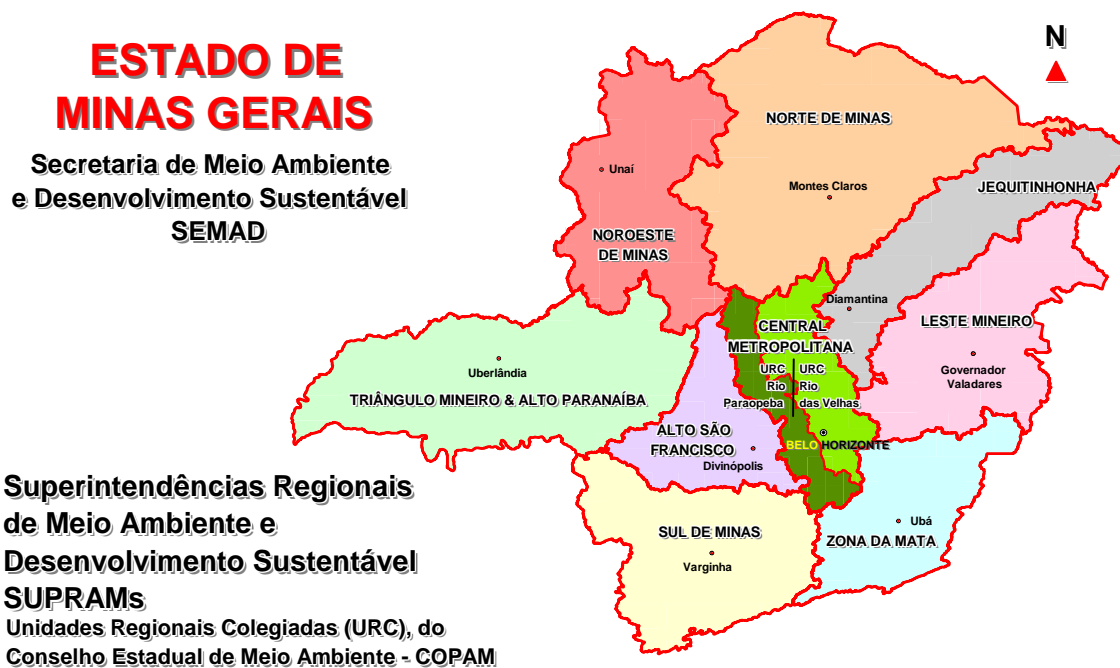 ESTADO DE
MINAS GERAIS
Secretaria de Meio Ambiente
e Desenvolvimento Sustentável
SEMAD
N
NORTE DE MINAS
Montes Claros
Unaí
NOROESTE
DE MINAS
JEQUITINHONHA
Diamantina
LESTE MINEIRO
Governador
Valadares
CENTRAL
METROPOLITANA
URC
Rio
Paraopeba
URC
Rio
das Velhas
BELO HORIZONTE
Uberlândia
TRIÂNGULO MINEIRO & ALTO PARANAÍBA
ALTO SÃO
FRANCISCO
Divinópolis
SUL DE MINAS
Varginha
Ubá
ZONA DA MATA
Superintendências Regionais
de Meio Ambiente e
Desenvolvimento Sustentável
SUPRAMs
Unidades Regionais Colegiadas (URC), do
Conselho Estadual de Meio Ambiente - COPAM